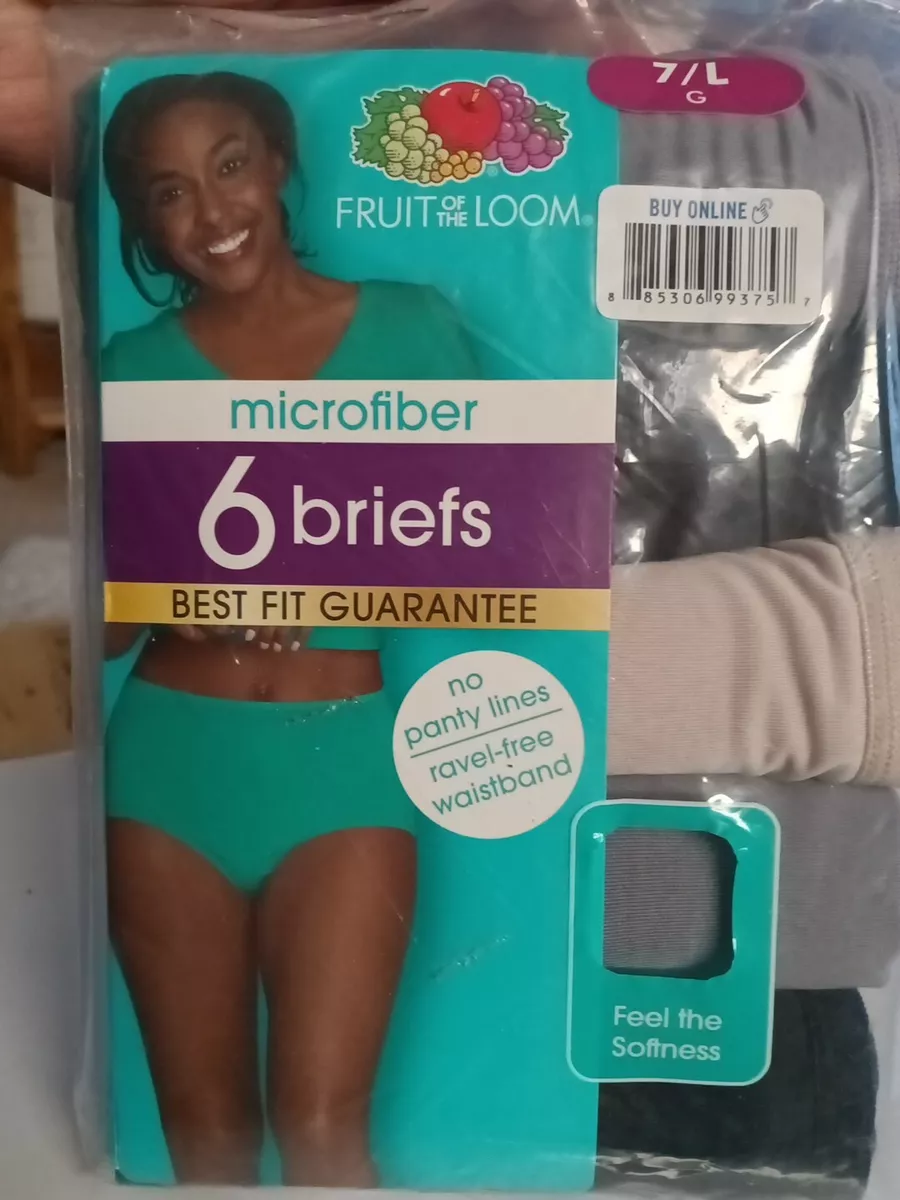 7/L
G
FRUIT OF THE LOOM®
BUY ONLINE
8 85306 99375 7
microfiber
6 briefs
BEST FIT GUARANTEE
no
panty lines
ravel-free
waistband
Feel the
Softness